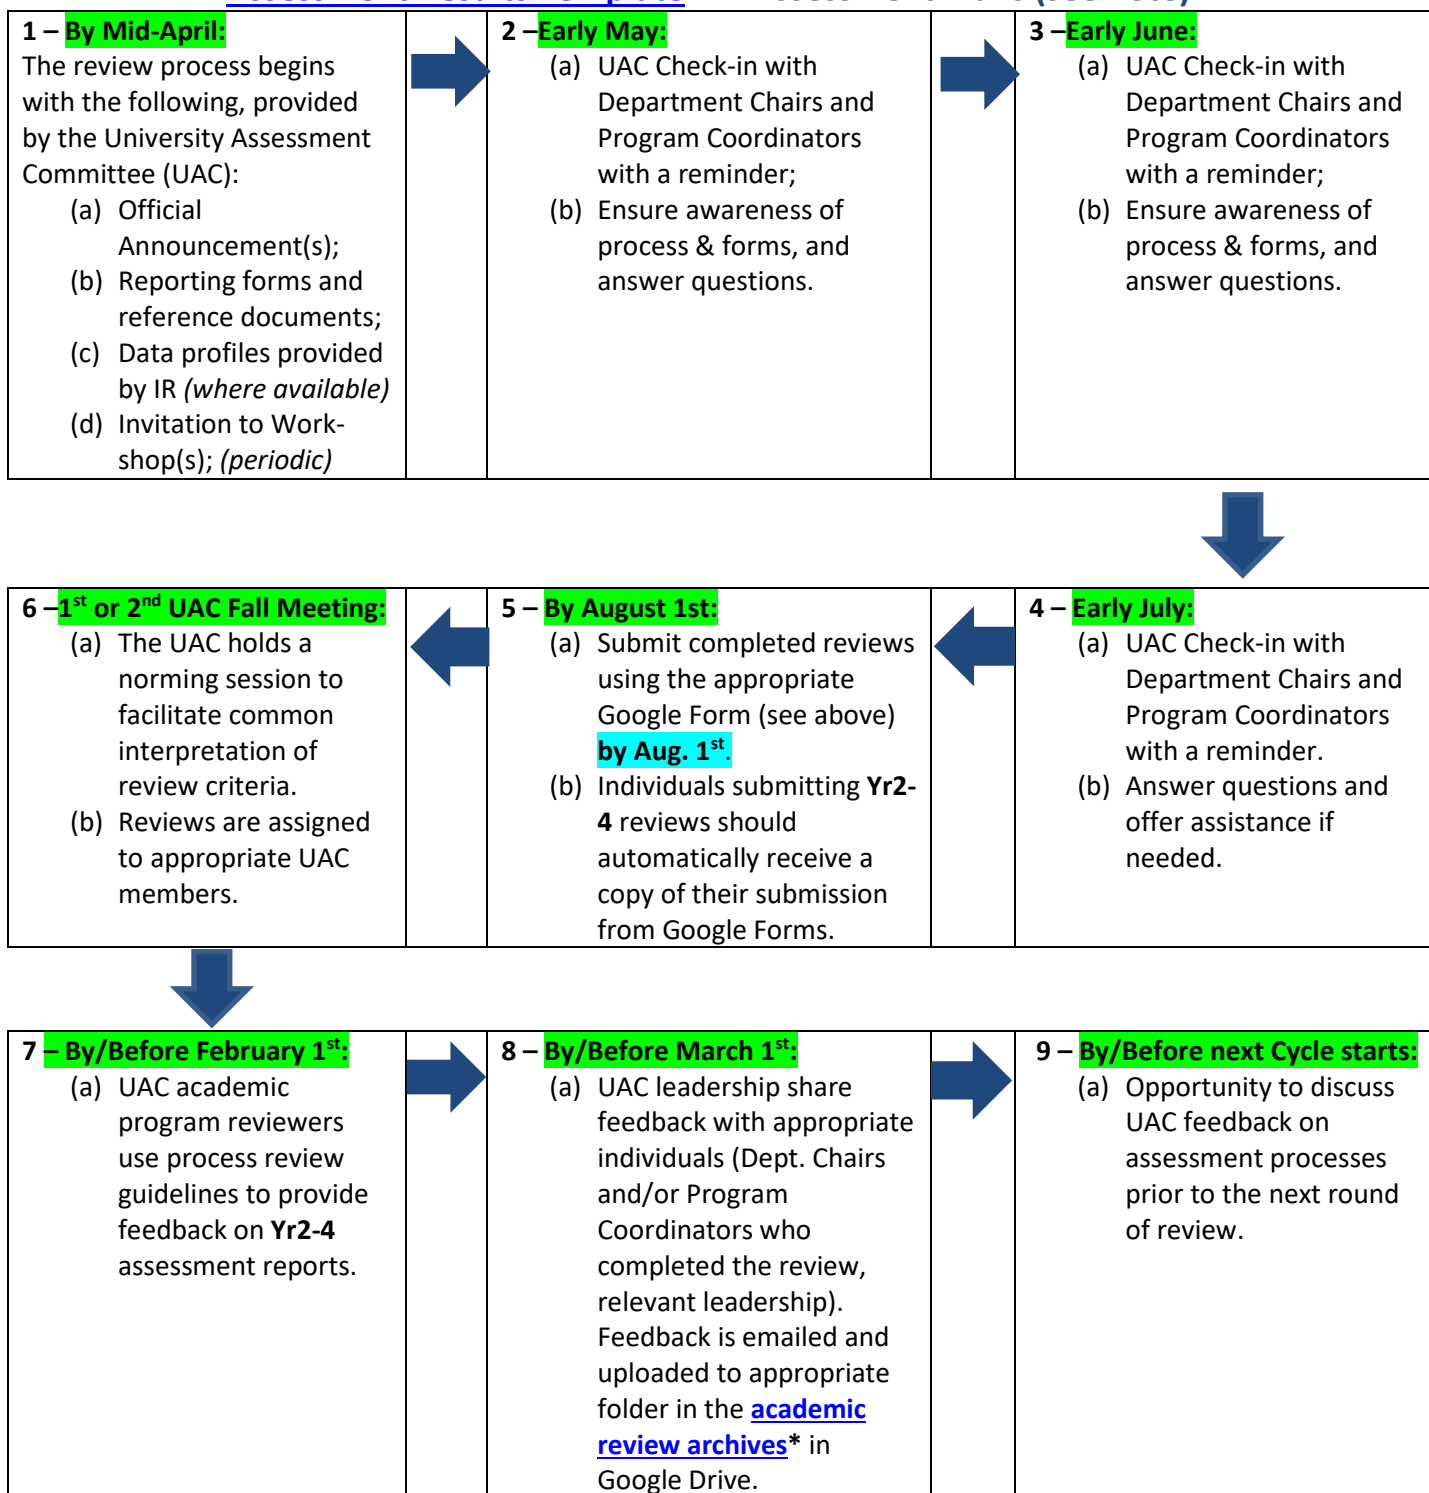 1 – By Mid-April:
The review process begins
with the following, provided
by the University Assessment
Committee (UAC):
(a) Official
Announcement(s);
(b) Reporting forms and
reference documents;
(c) Data profiles provided
by IR (where available)
(d) Invitation to Work-
shop(s); (periodic)
2 –Early May:
(a) UAC Check-in with
Department Chairs and
Program Coordinators
with a reminder;
(b) Ensure awareness of
process & forms, and
answer questions.
3 –Early June:
(a) UAC Check-in with
Department Chairs and
Program Coordinators
with a reminder;
(b) Ensure awareness of
process & forms, and
answer questions.
6 –1st or 2nd UAC Fall Meeting:
(a) The UAC holds a
norming session to
facilitate common
interpretation of
review criteria.
(b) Reviews are assigned
to appropriate UAC
members.
5 – By August 1st:
(a) Submit completed reviews
using the appropriate
Google Form (see above)
by Aug. 1st.
(b) Individuals submitting Yr2-
4 reviews should
automatically receive a
copy of their submission
from Google Forms.
4 – Early July:
(a) UAC Check-in with
Department Chairs and
Program Coordinators
with a reminder.
(b) Answer questions and
offer assistance if
needed.
7 – By/Before February 1st:
(a) UAC academic
program reviewers
use process review
guidelines to provide
feedback on Yr2-4
assessment reports.
8 – By/Before March 1st:
(a) UAC leadership share
feedback with appropriate
individuals (Dept. Chairs
and/or Program
Coordinators who
completed the review,
relevant leadership).
Feedback is emailed and
uploaded to appropriate
folder in the academic
review archives* in
Google Drive.
9 – By/Before next Cycle starts:
(a) Opportunity to discuss
UAC feedback on
assessment processes
prior to the next round
of review.